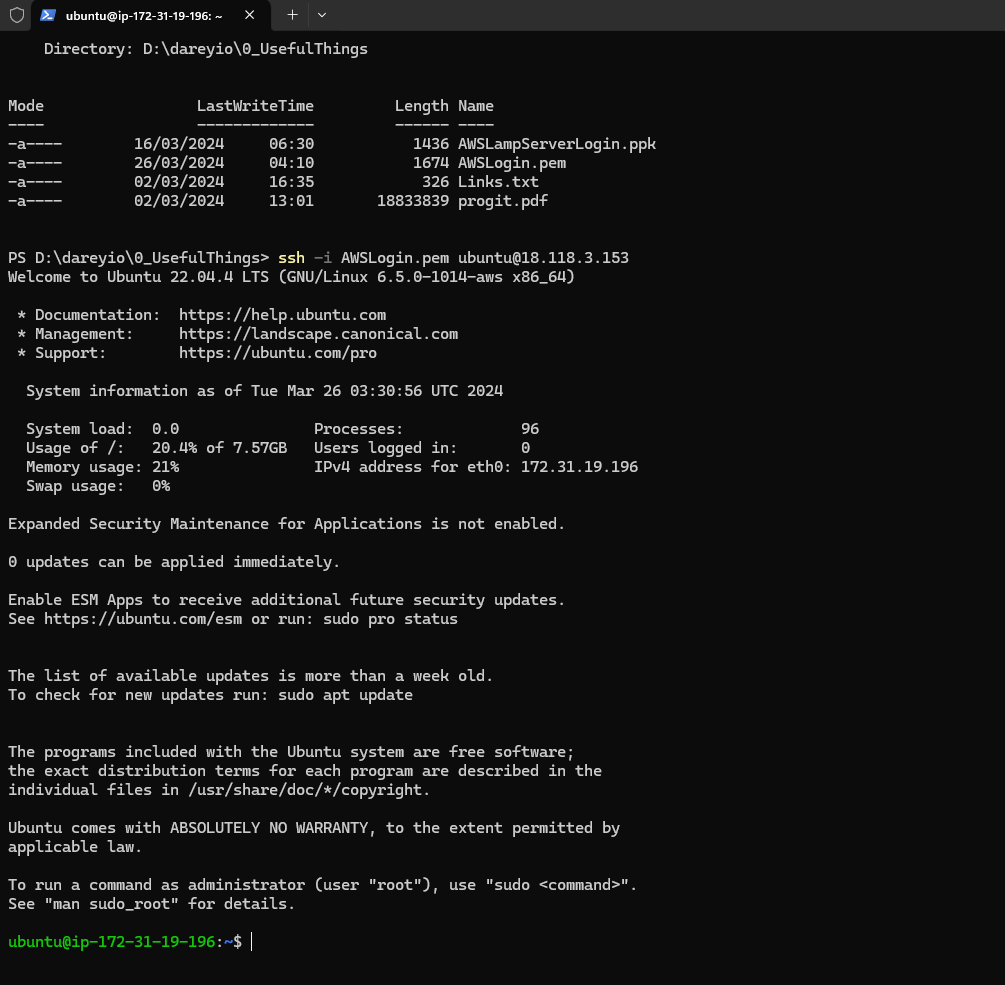 ubuntu@ip-172-31-19-196: ~
Directory: D:\dareyio\0_UsefulThings
Mode                 LastWriteTime         Length Name
----                 -------------         ------ ----
-a----        16/03/2024     06:30           1436 AWSLampServerLogin.ppk
-a----        26/03/2024     04:10           1674 AWSLogin.pem
-a----        02/03/2024     16:35            326 Links.txt
-a----        02/03/2024     13:01       18833839 progit.pdf
PS D:\dareyio\0_UsefulThings> ssh -i AWSLogin.pem ubuntu@18.118.3.153
Welcome to Ubuntu 22.04.4 LTS (GNU/Linux 6.5.0-1014-aws x86_64)
* Documentation:  https://help.ubuntu.com
* Management:     https://landscape.canonical.com
* Support:        https://ubuntu.com/pro
System information as of Tue Mar 26 03:30:56 UTC 2024
System load:  0.0               Processes:             96
Usage of /:   20.4% of 7.57GB   Users logged in:       0
Memory usage: 21%               IPv4 address for eth0: 172.31.19.196
Swap usage:   0%
Expanded Security Maintenance for Applications is not enabled.
0 updates can be applied immediately.
Enable ESM Apps to receive additional future security updates.
See https://ubuntu.com/esm or run: sudo pro status
The list of available updates is more than a week old.
To check for new updates run: sudo apt update
The programs included with the Ubuntu system are free software;
the exact distribution terms for each program are described in the
individual files in /usr/share/doc/*/copyright.
Ubuntu comes with ABSOLUTELY NO WARRANTY, to the extent permitted by
applicable law.
To run a command as administrator (user "root"), use "sudo <command>".
See "man sudo_root" for details.
ubuntu@ip-172-31-19-196:~$